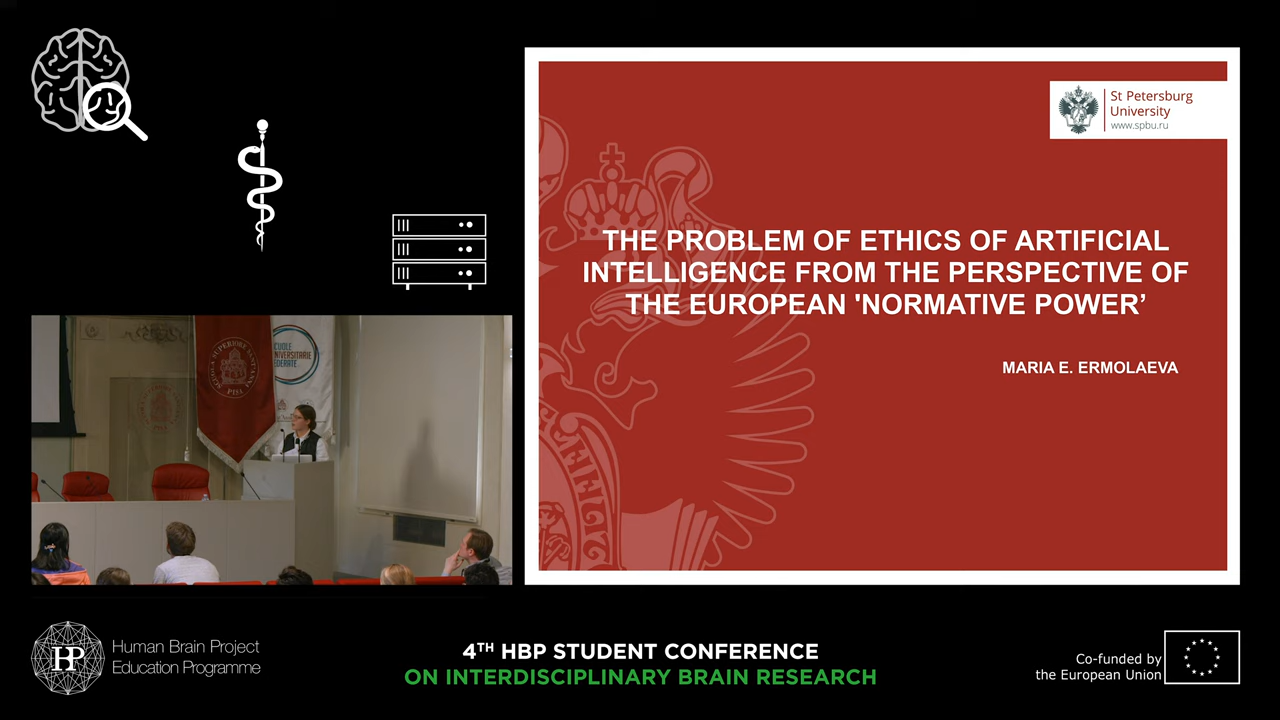 St Petersburg
University
www.spbu.ru
THE PROBLEM OF ETHICS OF ARTIFICIAL
INTELLIGENCE FROM THE PERSPECTIVE OF
THE EUROPEAN 'NORMATIVE POWER’
MARIA E. ERMOLAEVA
PISA
Human Brain Project
Education Programme
HBP
4TH HBP STUDENT CONFERENCE
ON INTERDISCIPLINARY BRAIN RESEARCH
Co-funded by
the European Union